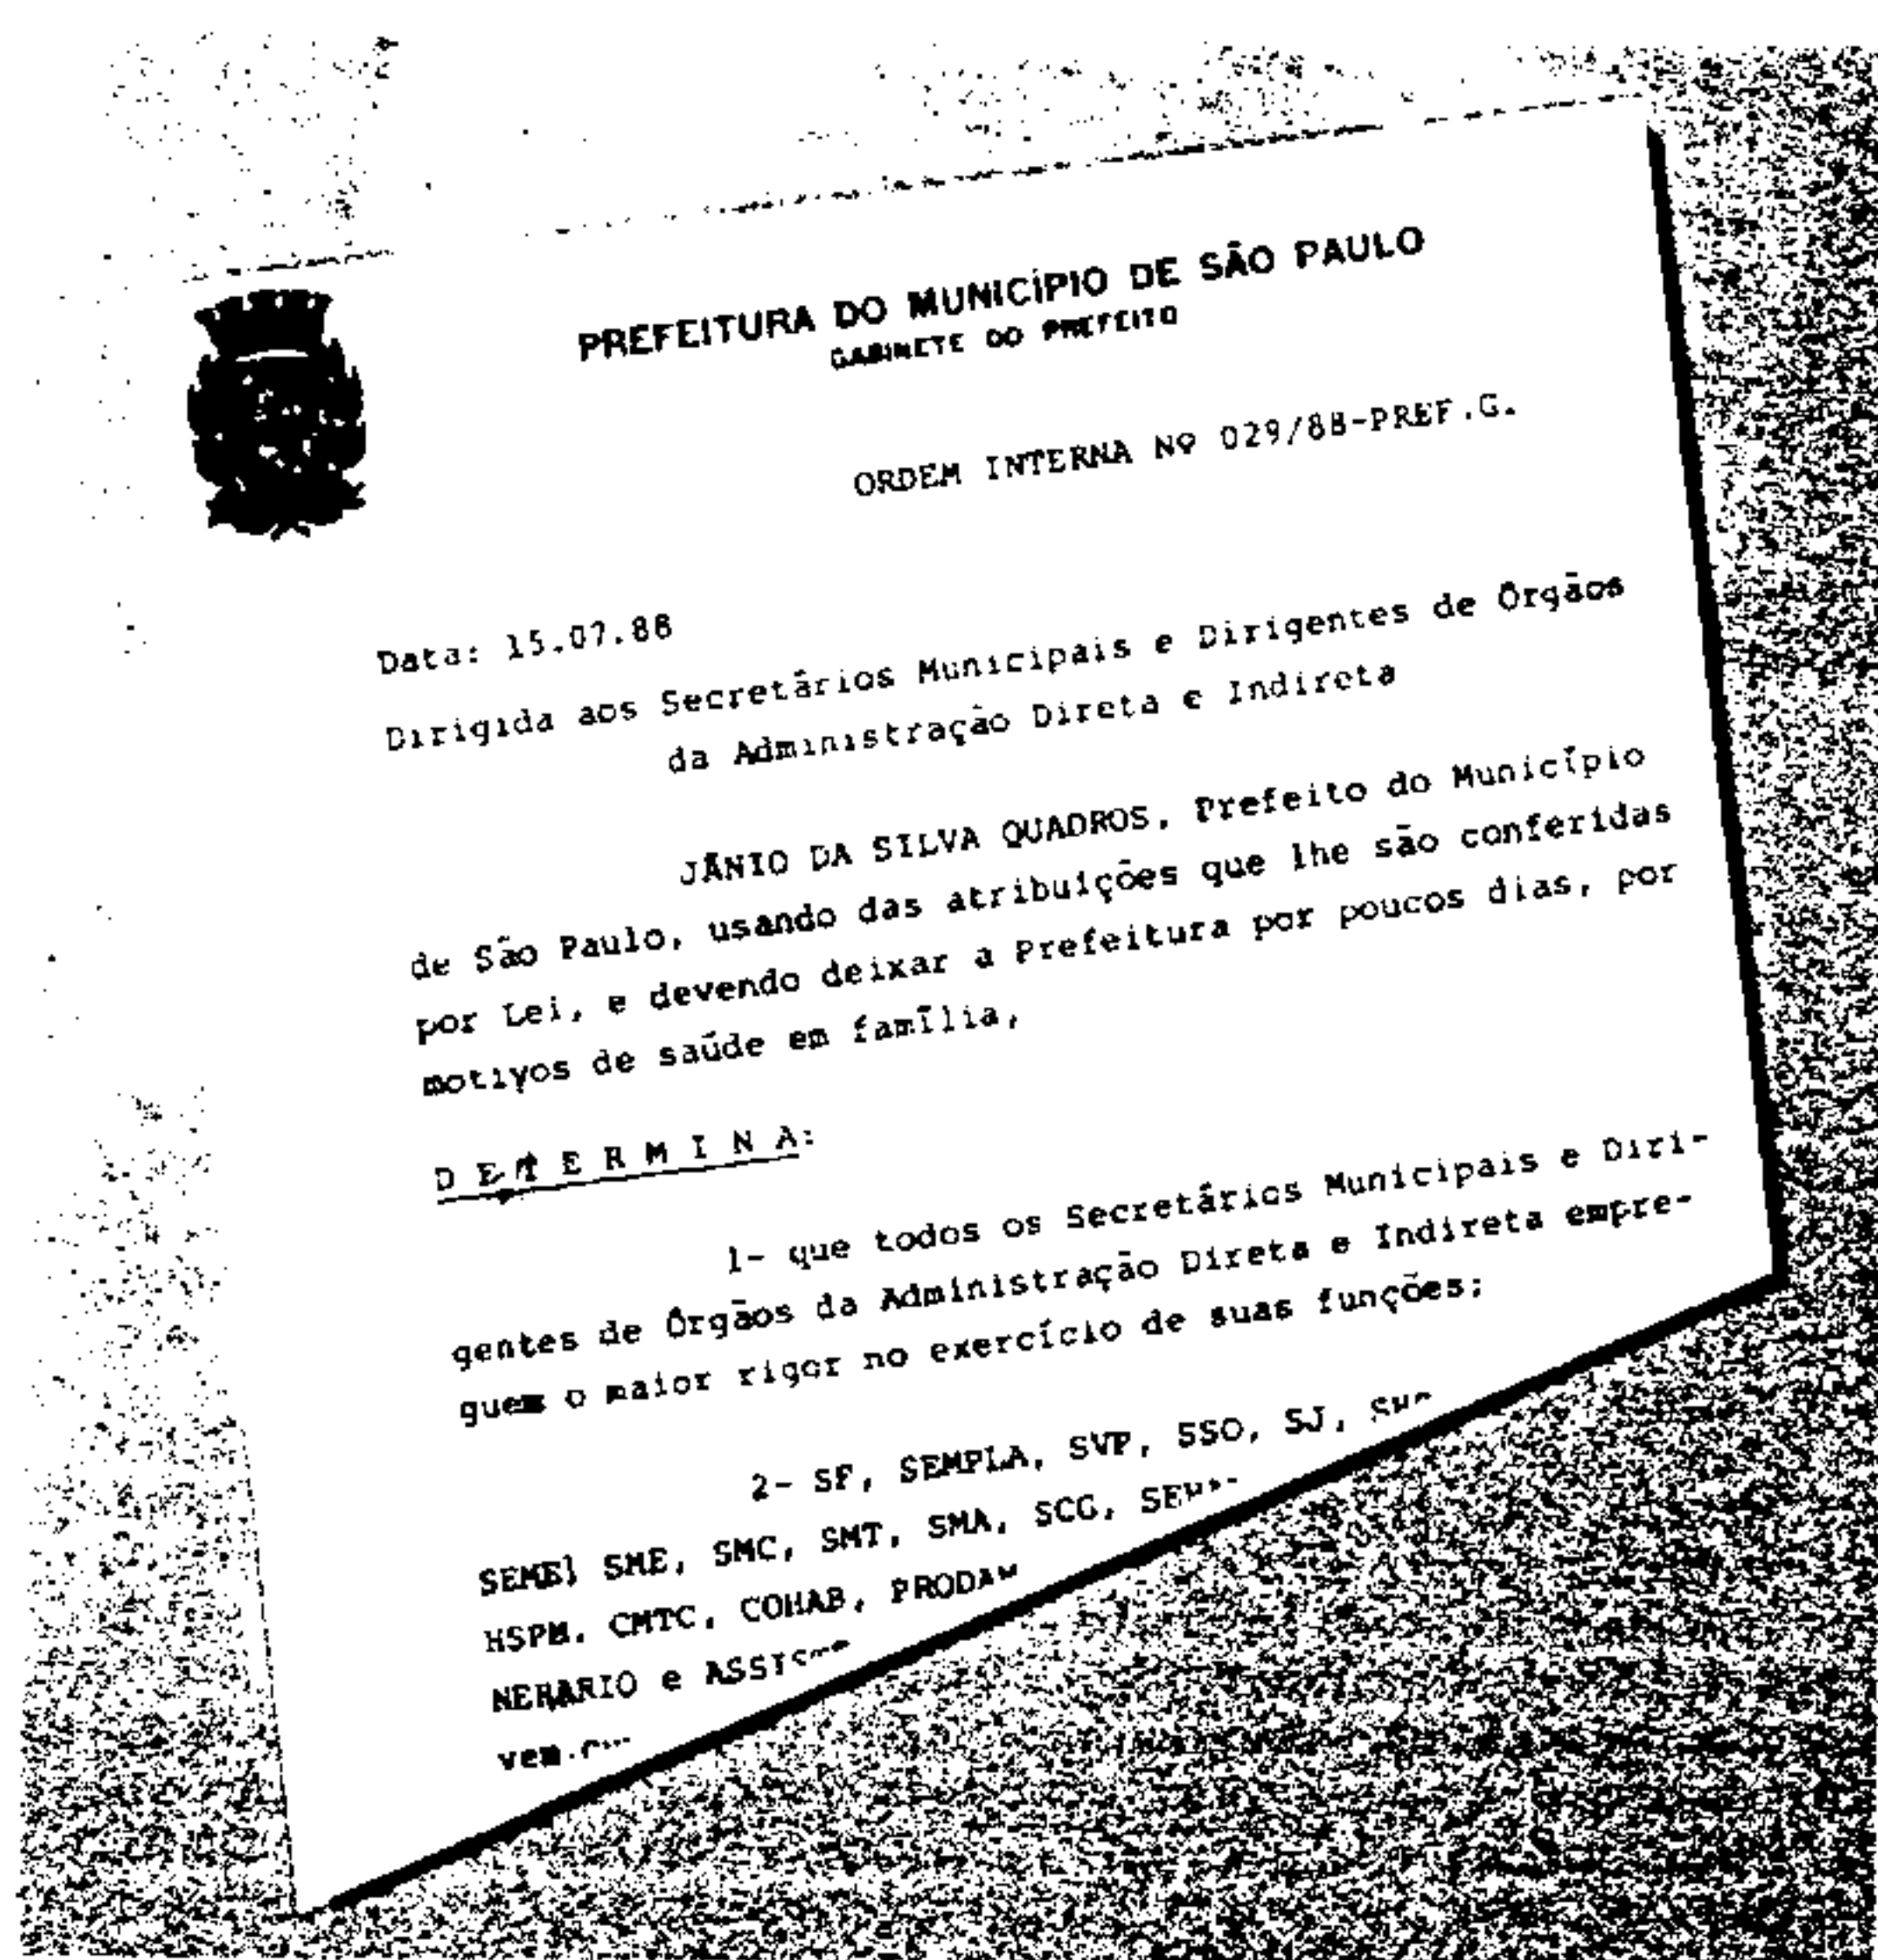 PREFEITURA DO MUNICÍPIO DE SÃO PAULO
GABINETE DO PREFEITO
ORDEM INTERNA Nº 029/88-PREF.G.
Data: 15.07.88
Dirigida aos Secretários Municipais e Dirigentes de Órgãos
da Administração Direta e Indireta
JÂNIO DA SILVA QUADROS, Prefeito do Município
de São Paulo, usando das atribuições que lhe são conferidas
por Lei, e devendo deixar a Prefeitura por poucos dias, por
motivos de saúde em família,
D E T E R M I N A:
1- que todos os Secretários Municipais e Diri-
gentes de Órgãos da Administração Direta e Indireta empre-
guem o maior rigor no exercício de suas funções;
2- SF, SEMPLA, SVP, SSO, SJ,
SME, SMC, SMT, SMA, SCG,
HSPM, CMTC, COHAB,
e